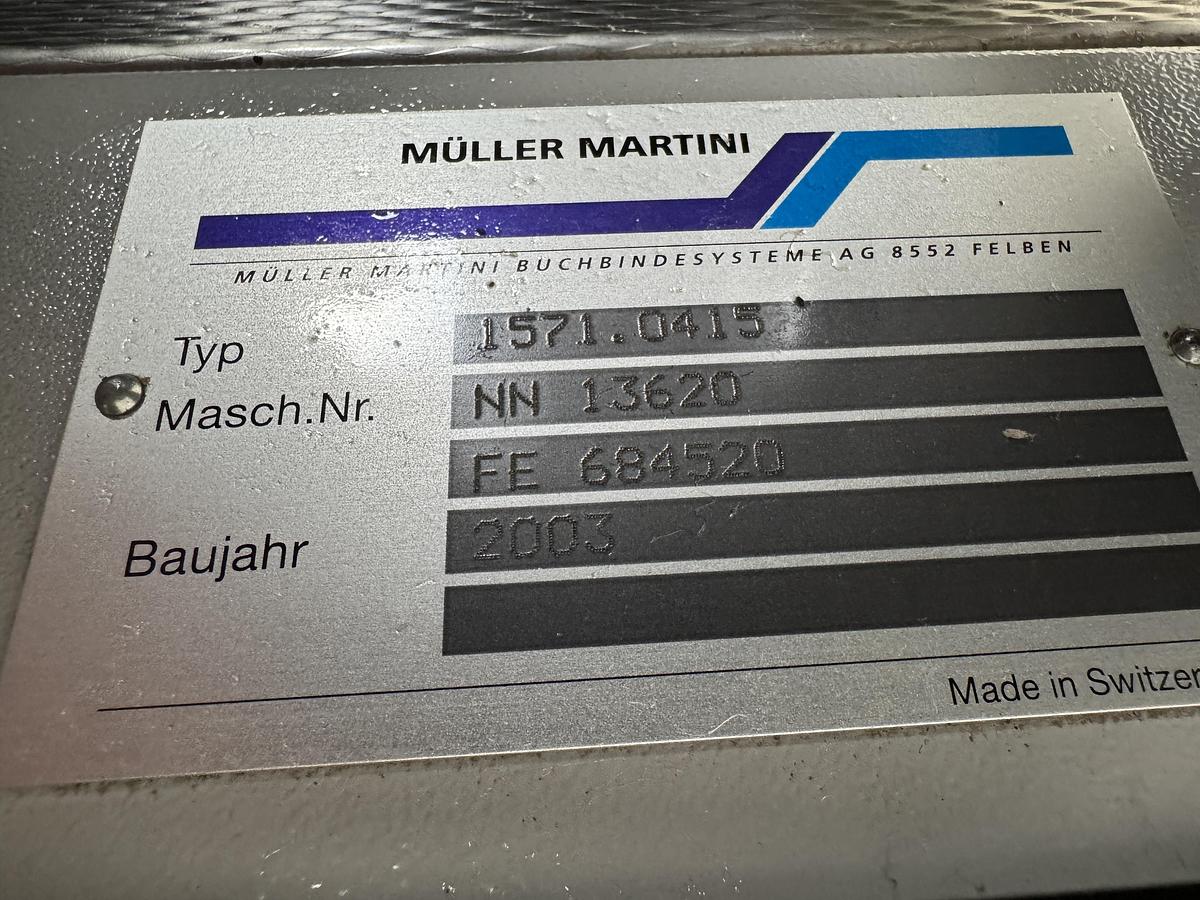 MÜLLER MARTINI
MÜLLER MARTINI BUCHBINDESYSTEME AG 8552 FELBEN
Typ 1571.0415
Masch.Nr. NN 13620
FE 684520
Baujahr 2003
Made in Switzer